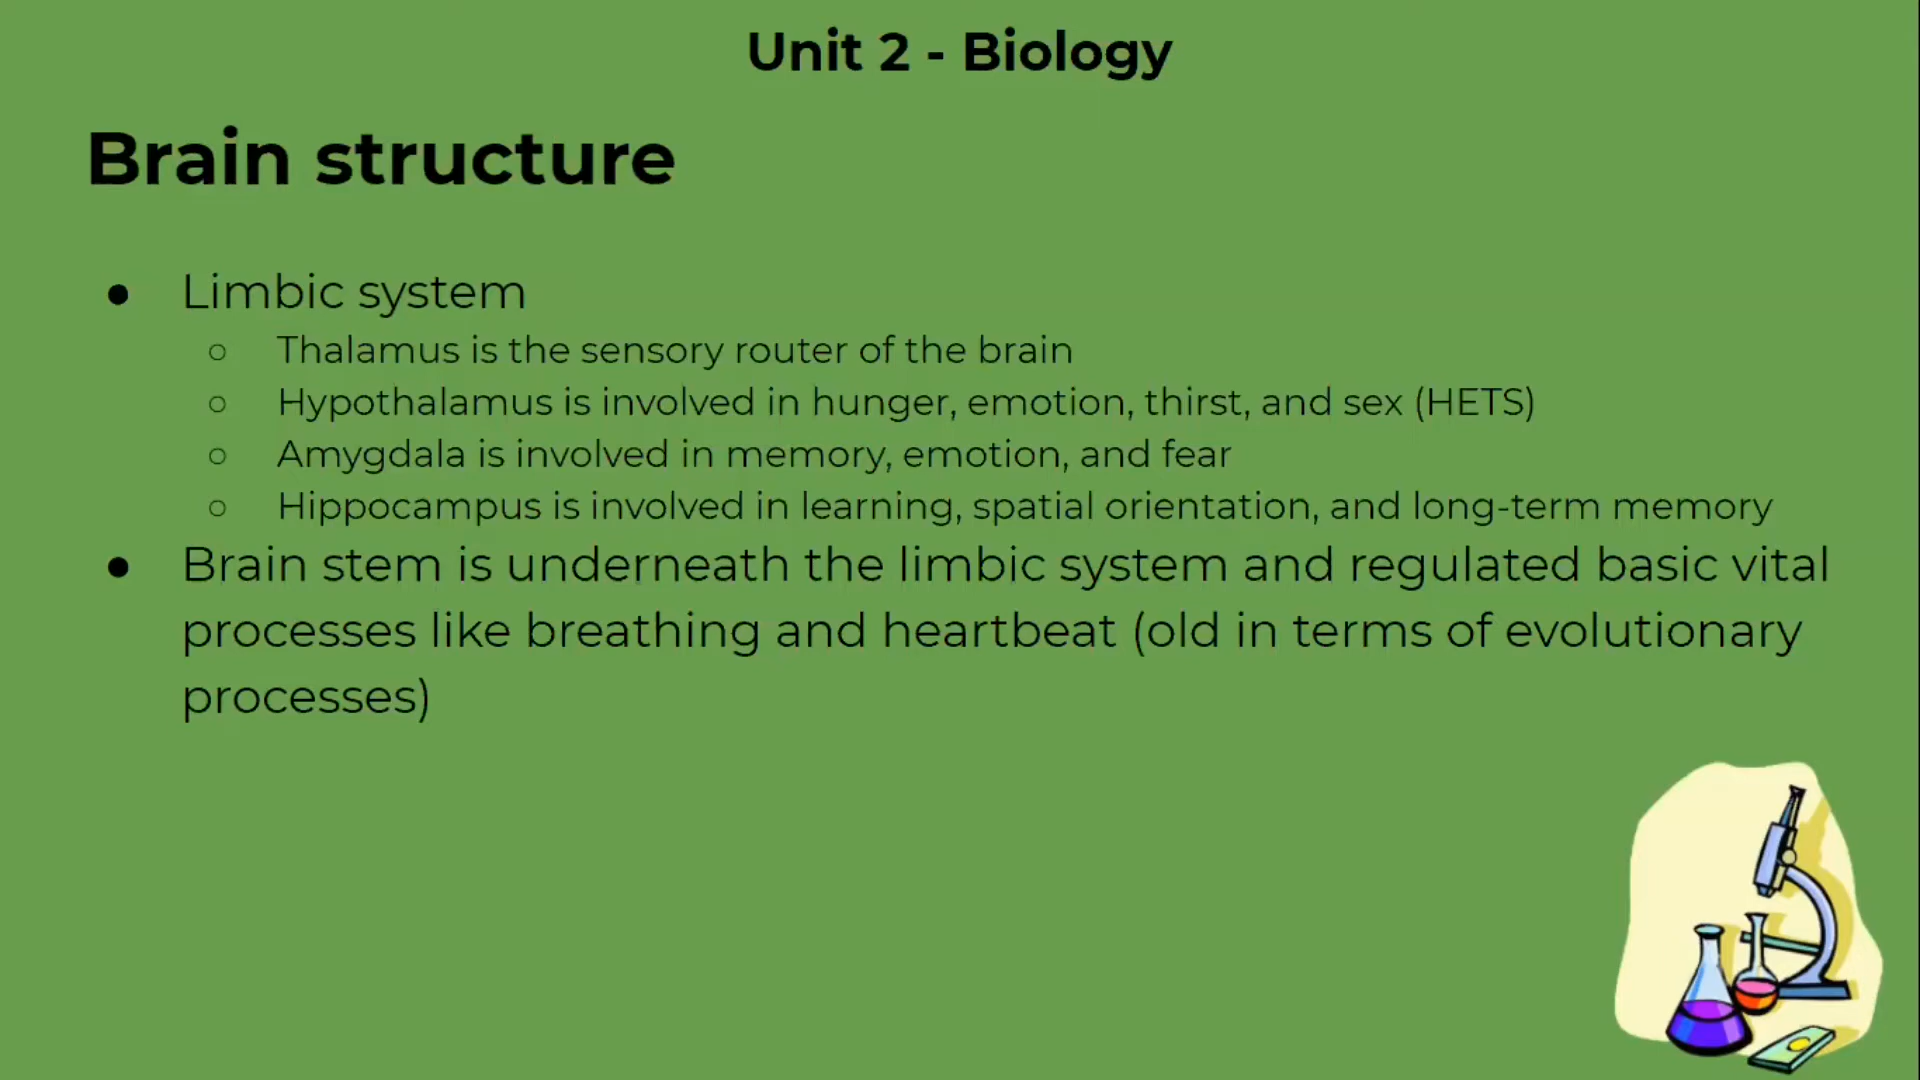 Unit 2 - Biology
Brain structure
● Limbic system
○ Thalamus is the sensory router of the brain
○ Hypothalamus is involved in hunger, emotion, thirst, and sex (HETS)
○ Amygdala is involved in memory, emotion, and fear
○ Hippocampus is involved in learning, spatial orientation, and long-term memory
● Brain stem is underneath the limbic system and regulated basic vital
processes like breathing and heartbeat (old in terms of evolutionary
processes)